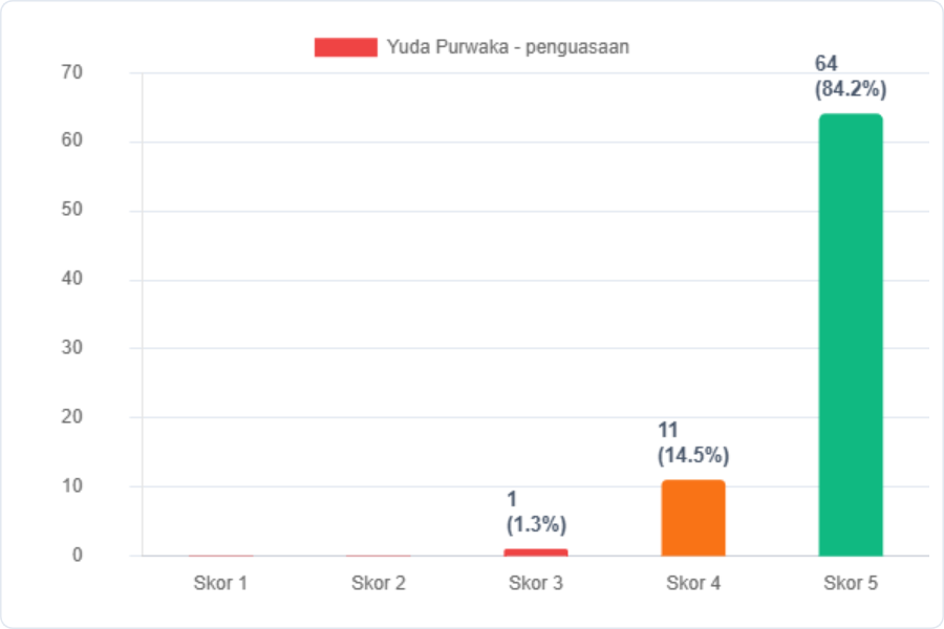 Yuda Purwaka - penguasaan
70
60
50
40
30
20
10
0
64
(84.2%)
11
(14.5%)
1
(1.3%)
Skor 1
Skor 2
Skor 3
Skor 4
Skor 5